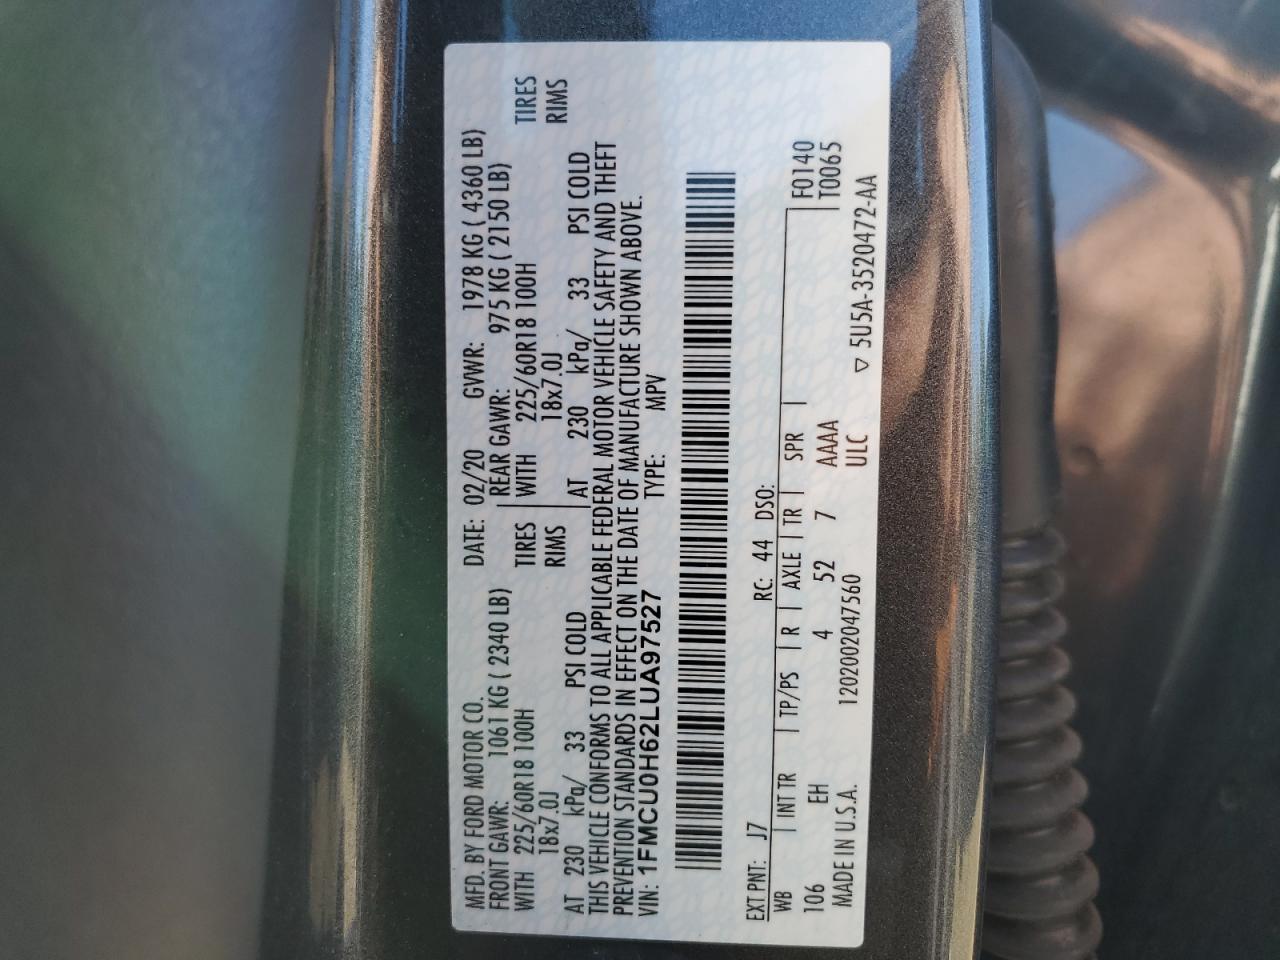 MFD. BY FORD MOTOR CO. DATE: 02/20 GVWR: 1978 KG ( 4360 LB)
FRONT GAWR: 1061 KG ( 2340 LB) REAR GAWR: 975 KG ( 2150 LB)
WITH 225/60R18 100H TIRES WITH 225/60R18 100H TIRES
18x7.0J RIMS 18x7.0J RIMS
AT 230 kPa/ 33 PSI COLD AT 230 kPa/ 33 PSI COLD
THIS VEHICLE CONFORMS TO ALL APPLICABLE FEDERAL MOTOR VEHICLE SAFETY AND THEFT
PREVENTION STANDARDS IN EFFECT ON THE DATE OF MANUFACTURE SHOWN ABOVE.
VIN: 1FMCU0H62LUA97527 TYPE: MPV
EXT PNT: J7 RC: 44 DSO:
WB | INT TR | TP/PS | R | AXLE | TR | SPR | F0140
106 EH 4 52 7 AAAA T0065
MADE IN U.S.A. 120200204756​0 ULC ▽ 5U5A-3520472-AA